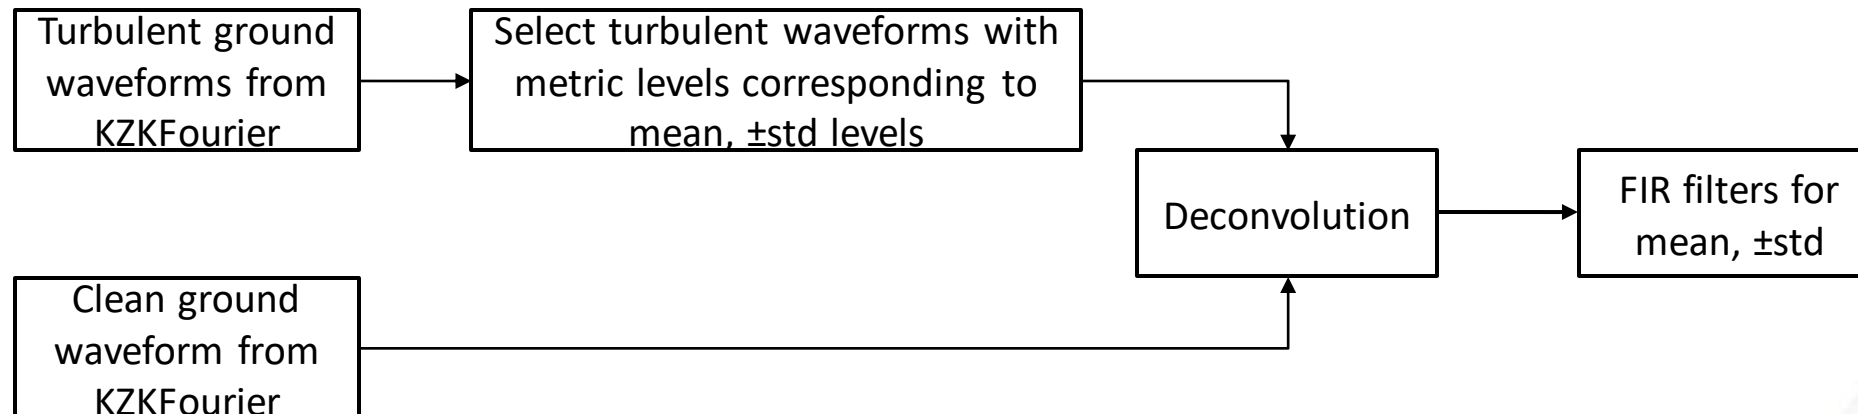 Turbulent ground
waveforms from
KZKFourier
Select turbulent waveforms with
metric levels corresponding to
mean, ±std levels
Deconvolution
FIR filters for
mean, ±std
Clean ground
waveform from
KZKFourier